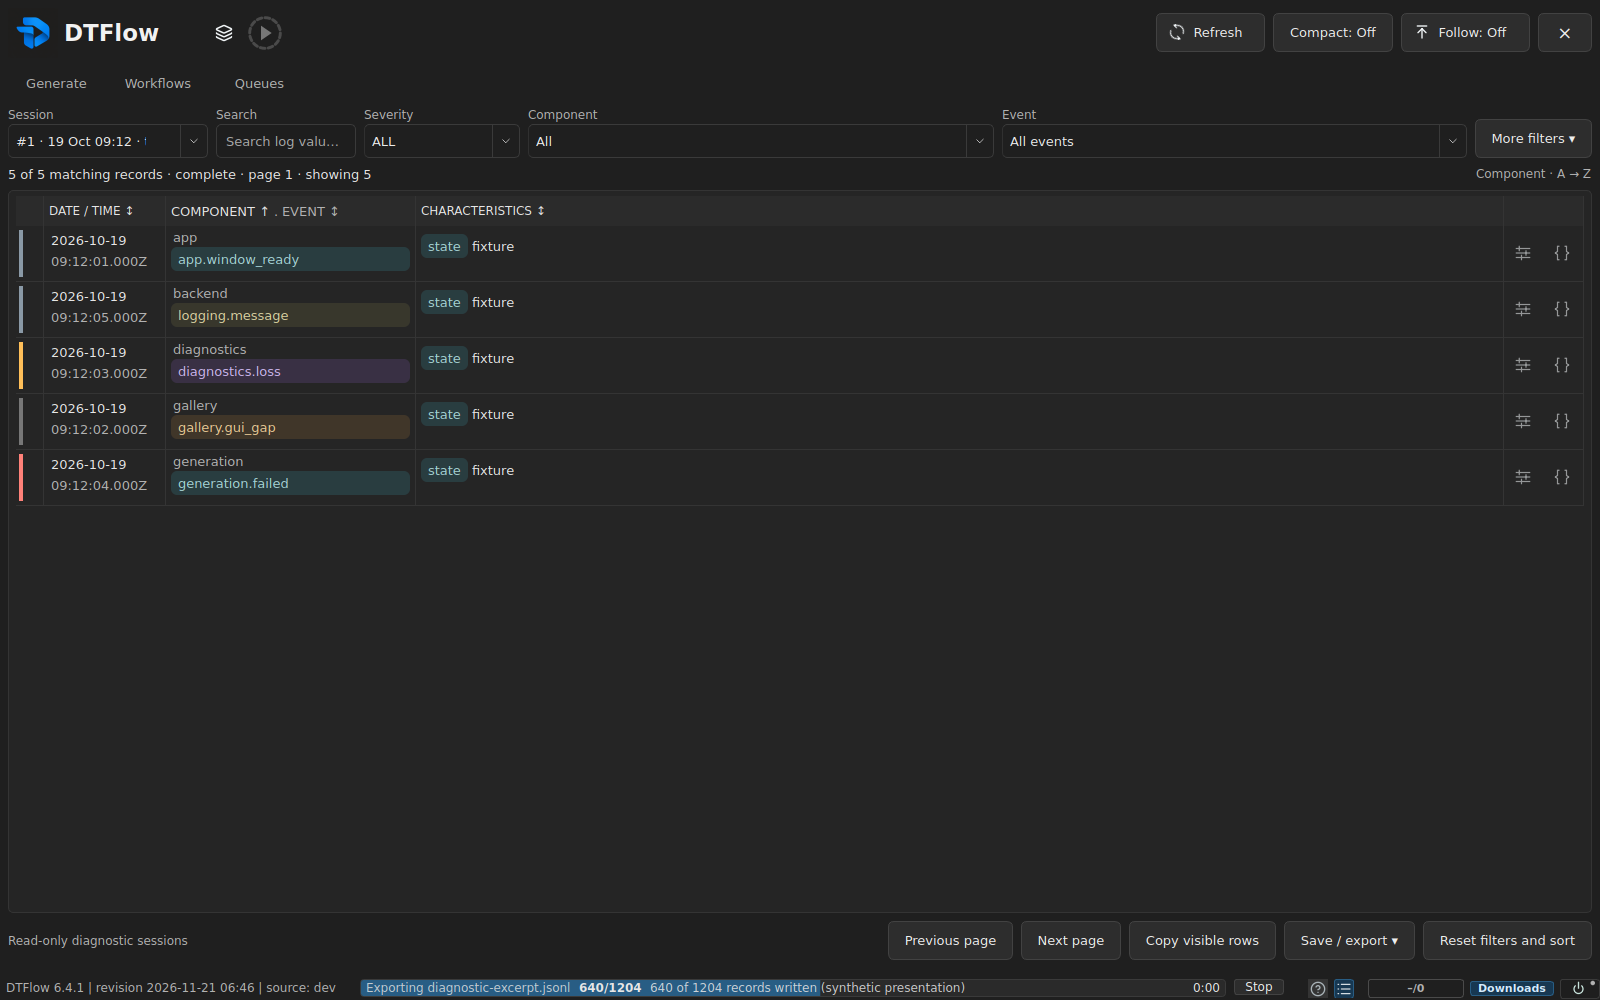 DTFlow
Refresh
Compact: Off
Follow: Off
×
Generate
Workflows
Queues
Session
Search
Severity
Component
Event
#1 · 19 Oct 09:12 ·
Search log valu...
ALL
All
All events
More filters ▾
5 of 5 matching records · complete · page 1 · showing 5
Component · A → Z
DATE / TIME ↕
COMPONENT ↑ . EVENT ↕
CHARACTERISTICS ↕
2026-10-19
09:12:01.000Z
app
app.window_ready
state fixture
{}
2026-10-19
09:12:05.000Z
backend
logging.message
state fixture
{}
2026-10-19
09:12:03.000Z
diagnostics
diagnostics.loss
state fixture
{}
2026-10-19
09:12:02.000Z
gallery
gallery.gui_gap
state fixture
{}
2026-10-19
09:12:04.000Z
generation
generation.failed
state fixture
{}
Read-only diagnostic sessions
Previous page
Next page
Copy visible rows
Save / export ▾
Reset filters and sort
DTFlow 6.4.1 | revision 2026-11-21 06:46 | source: dev
Exporting diagnostic-excerpt.jsonl 640/1204 640 of 1204 records written (synthetic presentation)
0:00
Stop
–/0
Downloads